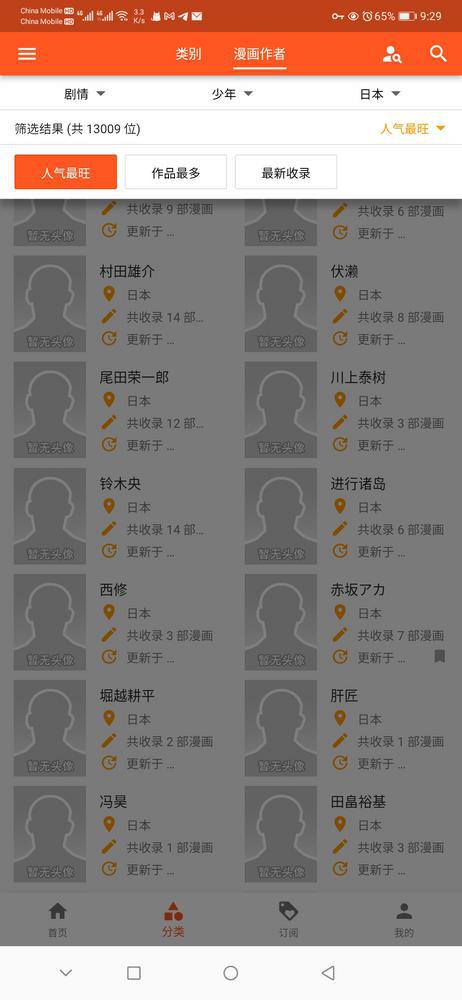 China Mobile HD
China Mobile HD
4G
4G
3.3
K/s
65%
9:29
类别
漫画作者
剧情
少年
日本
筛选结果 (共 13009 位)
人气最旺
人气最旺
作品最多
最新收录
共收录 9 部漫画
共收录 6 部漫画
暂无头像
更新于 ...
暂无头像
更新于 ...
村田雄介
伏濑
日本
日本
共收录 14 部...
共收录 8 部漫画
暂无头像
更新于 ...
暂无头像
更新于 ...
尾田荣一郎
川上泰树
日本
日本
共收录 12 部...
共收录 3 部漫画
暂无头像
更新于 ...
暂无头像
更新于 ...
铃木央
进行诸岛
日本
日本
共收录 14 部...
共收录 6 部漫画
暂无头像
更新于 ...
暂无头像
更新于 ...
西修
赤坂アカ
日本
日本
共收录 3 部漫画
共收录 7 部漫画
暂无头像
更新于 ...
暂无头像
更新于 ...
堀越耕平
肝匠
日本
日本
共收录 2 部漫画
共收录 1 部漫画
暂无头像
更新于 ...
暂无头像
更新于 ...
冯昊
田畠裕基
日本
日本
共收录 1 部漫画
共收录 3 部漫画
暂无头像
更新于 ...
暂无头像
更新于 ...
首页
分类
订阅
我的